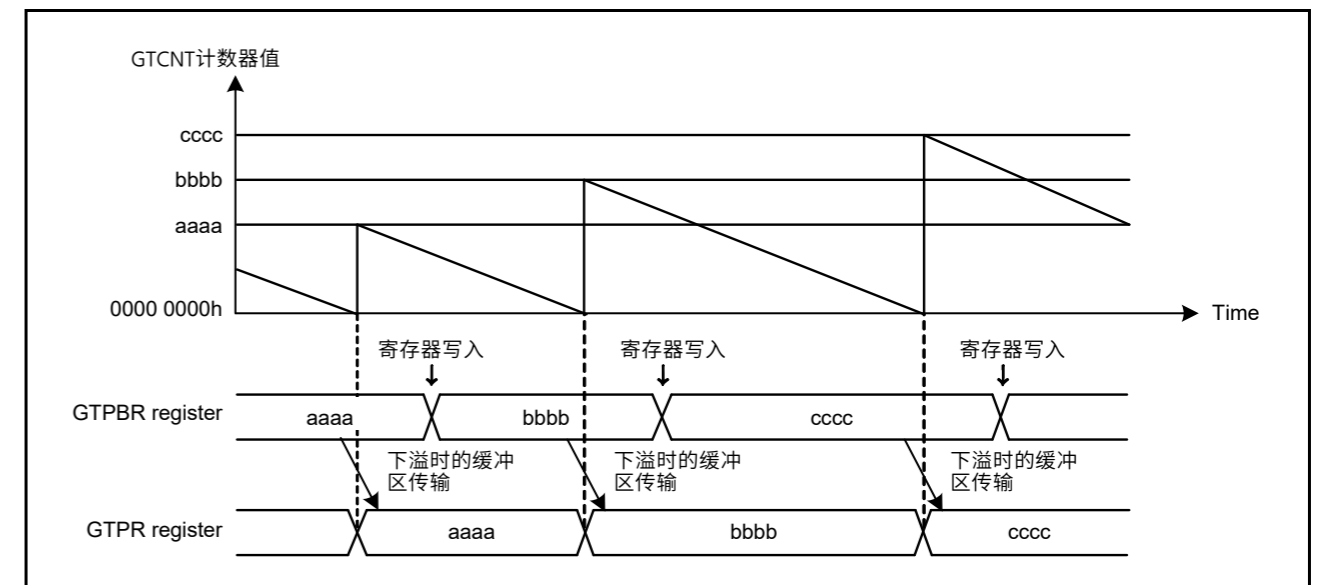 GTCNT计数器值
cccc
bbbb
aaaa
0000 0000h
Time
寄存器写入
寄存器写入
寄存器写入
GTPBR register
aaaa
bbbb
cccc
下溢时的缓冲
区传输
下溢时的缓冲
区传输
下溢时的缓冲
区传输
GTPR register
aaaa
bbbb
cccc